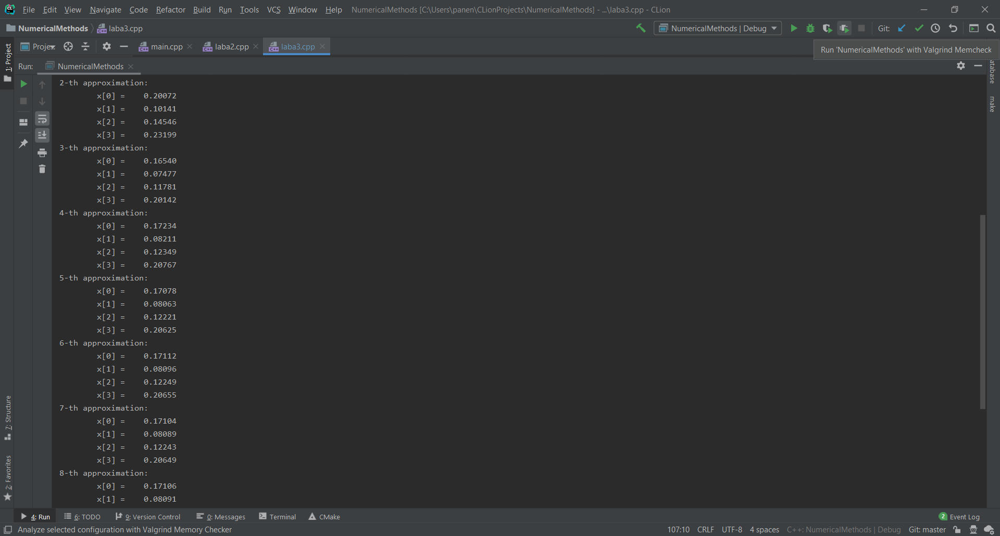 CL File Edit View Navigate Code Refactor Build Run Tools VCS Window Help NumericalMethods [C:\Users\panen\CLionProjects\NumericalMethods] - ...\laba3.cpp - CLion
NumericalMethods laba3.cpp NumericalMethods | Debug Git:
Proje main.cpp laba2.cpp laba3.cpp
Run 'NumericalMethods' with Valgrind Memcheck
Run: NumericalMethods
1: Project
7: Structure
2: Favorites
atabase
make
2-th approximation:
x[0] = 0.20072
x[1] = 0.10141
x[2] = 0.14546
x[3] = 0.23199
3-th approximation:
x[0] = 0.16540
x[1] = 0.07477
x[2] = 0.11781
x[3] = 0.20142
4-th approximation:
x[0] = 0.17234
x[1] = 0.08211
x[2] = 0.12349
x[3] = 0.20767
5-th approximation:
x[0] = 0.17078
x[1] = 0.08063
x[2] = 0.12221
x[3] = 0.20625
6-th approximation:
x[0] = 0.17112
x[1] = 0.08096
x[2] = 0.12249
x[3] = 0.20655
7-th approximation:
x[0] = 0.17104
x[1] = 0.08089
x[2] = 0.12243
x[3] = 0.20649
8-th approximation:
x[0] = 0.17106
x[1] = 0.08091
4: Run 6: TODO 9: Version Control 0: Messages Terminal CMake 2 Event Log
Analyze selected configuration with Valgrind Memory Checker 107:10 CRLF UTF-8 4 spaces C++: NumericalMethods | Debug Git: master